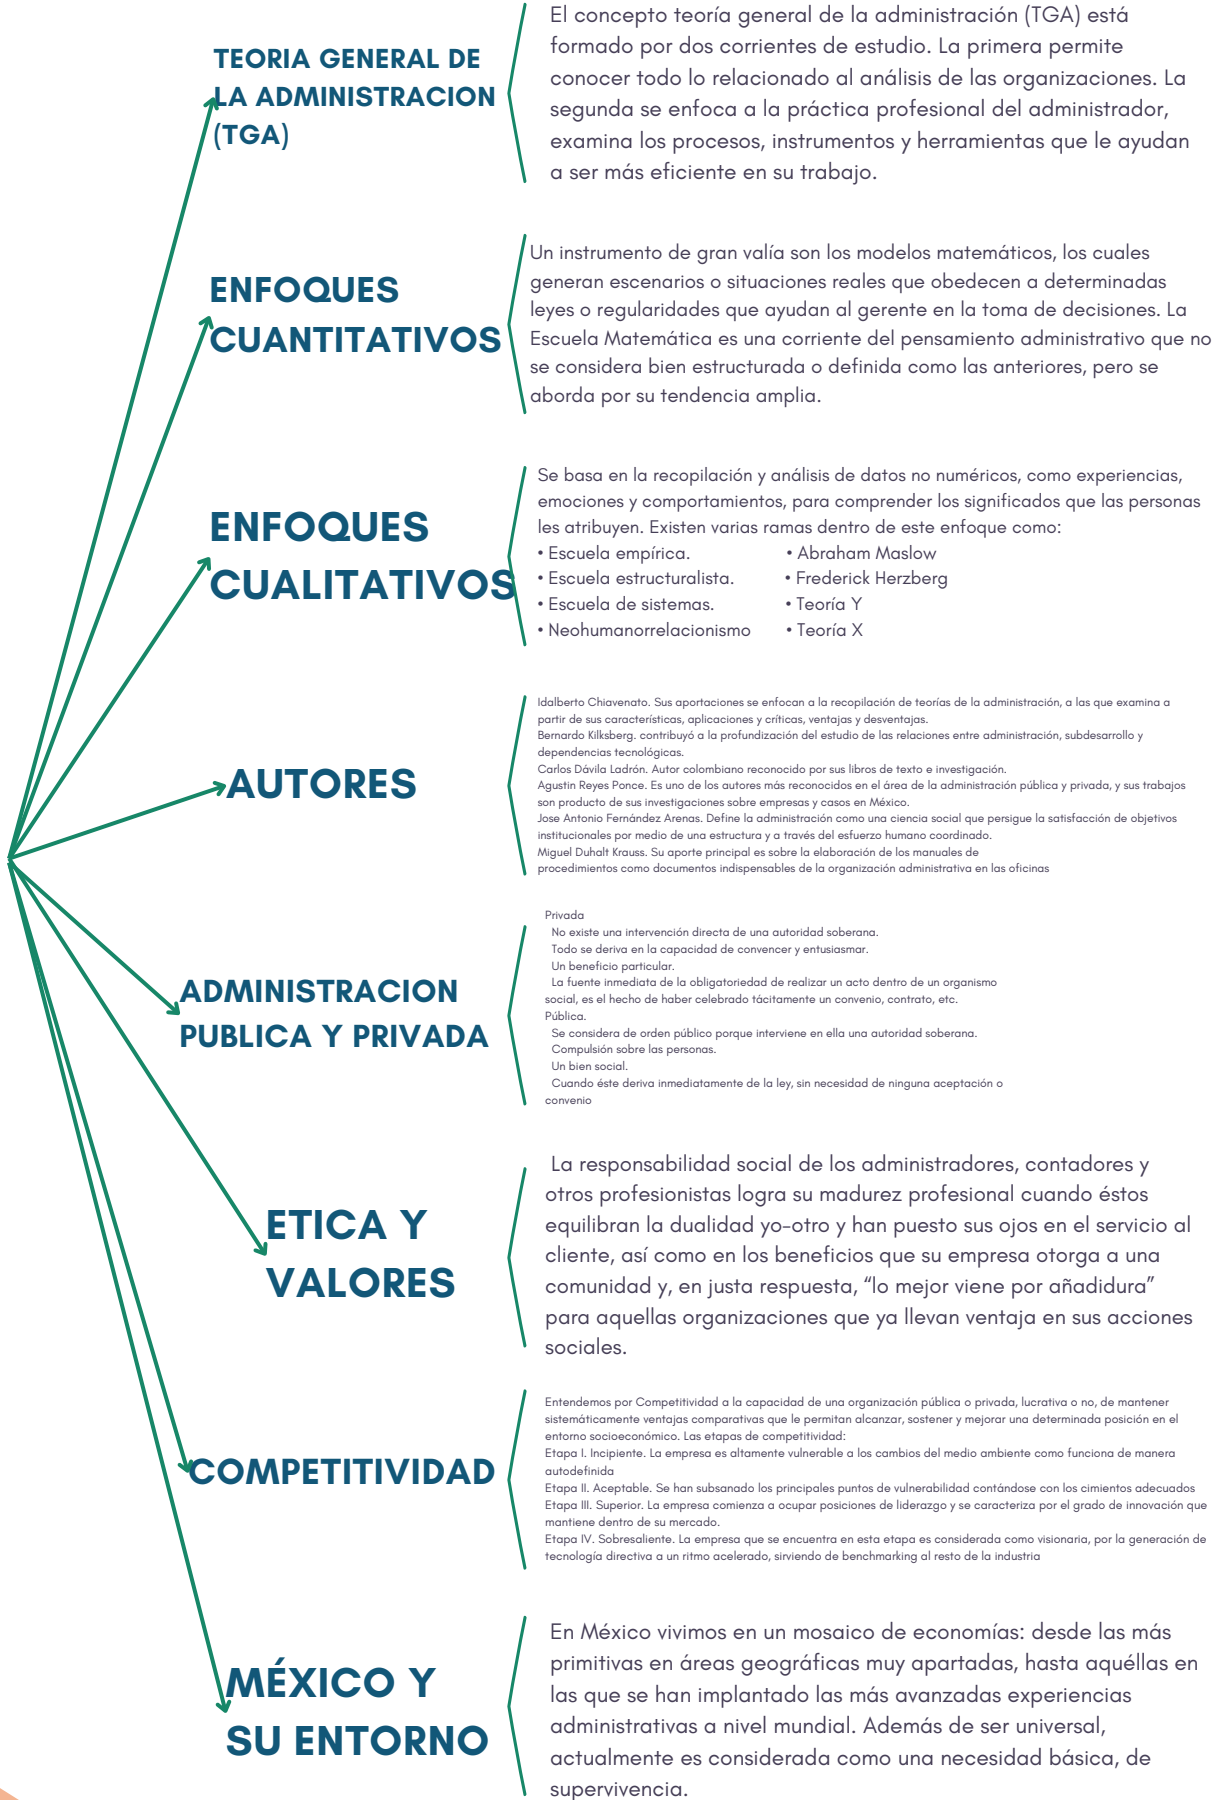 TEORIA GENERAL DE
LA ADMINISTRACION
(TGA)
El concepto teoría general de la administración (TGA) está
formado por dos corrientes de estudio. La primera permite
conocer todo lo relacionado al análisis de las organizaciones. La
segunda se enfoca a la práctica profesional del administrador,
examina los procesos, instrumentos y herramientas que le ayudan
a ser más eficiente en su trabajo.
ENFOQUES
CUANTITATIVOS
Un instrumento de gran valía son los modelos matemáticos, los cuales
generan escenarios o situaciones reales que obedecen a determinadas
leyes o regularidades que ayudan al gerente en la toma de decisiones. La
Escuela Matemática es una corriente del pensamiento administrativo que no
se considera bien estructurada o definida como las anteriores, pero se
aborda por su tendencia amplia.
ENFOQUES
CUALITATIVOS
Se basa en la recopilación y análisis de datos no numéricos, como experiencias,
emociones y comportamientos, para comprender los significados que las personas
les atribuyen. Existen varias ramas dentro de este enfoque como:
• Escuela empírica.
• Escuela estructuralista.
• Escuela de sistemas.
• Neohumanorrelacionismo
• Abraham Maslow
• Frederick Herzberg
• Teoría Y
• Teoría X
AUTORES
Idalberto Chiavenato. Sus aportaciones se enfocan a la recopilación de teorías de la administración, a las que examina a
partir de sus características, aplicaciones y críticas, ventajas y desventajas.
Bernardo Kilksberg. contribuyó a la profundización del estudio de las relaciones entre administración, subdesarrollo y
dependencias tecnológicas.
Carlos Dávila Ladrón. Autor colombiano reconocido por sus libros de texto e investigación.
Agustin Reyes Ponce. Es uno de los autores más reconocidos en el área de la administración pública y privada, y sus trabajos
son producto de sus investigaciones sobre empresas y casos en México.
Jose Antonio Fernández Arenas. Define la administración como una ciencia social que persigue la satisfacción de objetivos
institucionales por medio de una estructura y a través del esfuerzo humano coordinado.
Miguel Duhalt Krauss. Su aporte principal es sobre la elaboración de los manuales de
procedimientos como documentos indispensables de la organización administrativa en las oficinas
ADMINISTRACION
PUBLICA Y PRIVADA
Privada
No existe una intervención directa de una autoridad soberana.
Todo se deriva en la capacidad de convencer y entusiasmar.
Un beneficio particular.
La fuente inmediata de la obligatoriedad de realizar un acto dentro de un organismo
social, es el hecho de haber celebrado tácitamente un convenio, contrato, etc.
Pública.
Se considera de orden público porque interviene en ella una autoridad soberana.
Compulsión sobre las personas.
Un bien social.
Cuando éste deriva inmediatamente de la ley, sin necesidad de ninguna aceptación o
convenio
ETICA Y
VALORES
La responsabilidad social de los administradores, contadores y
otros profesionistas logra su madurez profesional cuando éstos
equilibran la dualidad yo-otro y han puesto sus ojos en el servicio al
cliente, así como en los beneficios que su empresa otorga a una
comunidad y, en justa respuesta, “lo mejor viene por añadidura”
para aquellas organizaciones que ya llevan ventaja en sus acciones
sociales.
COMPETITIVIDAD
Entendemos por Competitividad a la capacidad de una organización pública o privada, lucrativa o no, de mantener
sistemáticamente ventajas comparativas que le permitan alcanzar, sostener y mejorar una determinada posición en el
entorno socioeconómico. Las etapas de competitividad:
Etapa I. Incipiente. La empresa es altamente vulnerable a los cambios del medio ambiente como funciona de manera
autodefinida
Etapa II. Aceptable. Se han subsanado los principales puntos de vulnerabilidad contándose con los cimientos adecuados
Etapa III. Superior. La empresa comienza a ocupar posiciones de liderazgo y se caracteriza por el grado de innovación que
mantiene dentro de su mercado.
Etapa IV. Sobresaliente. La empresa que se encuentra en esta etapa es considerada como visionaria, por la generación de
tecnología directiva a un ritmo acelerado, sirviendo de benchmarking al resto de la industria
MÉXICO Y
SU ENTORNO
En México vivimos en un mosaico de economías: desde las más
primitivas en áreas geográficas muy apartadas, hasta aquéllas en
las que se han implantado las más avanzadas experiencias
administrativas a nivel mundial. Además de ser universal,
actualmente es considerada como una necesidad básica, de
supervivencia.